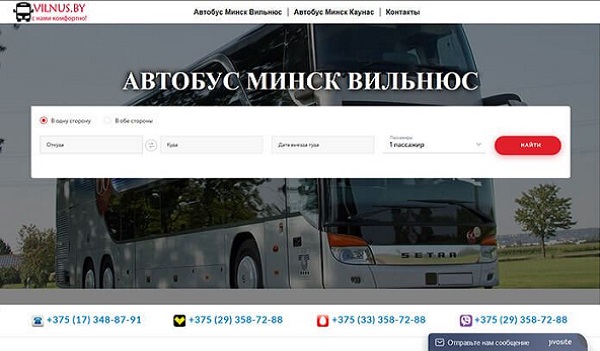 VILNUS.BY
с нами комфортно!
Автобус Минск Вильнюс | Автобус Минск Каунас | Контакты
АВТОБУС МИНСК ВИЛЬНЮС
В одну сторону
В обе стороны
Откуда
Куда
Дата выезда туда
Пассажиры
1 пассажир
НАЙТИ
SETRA
+375 (17) 348-87-91
+375 (29) 358-72-88
+375 (33) 358-72-88
+375 (29) 358-72-88
Отправьте нам сообщение
jivosite